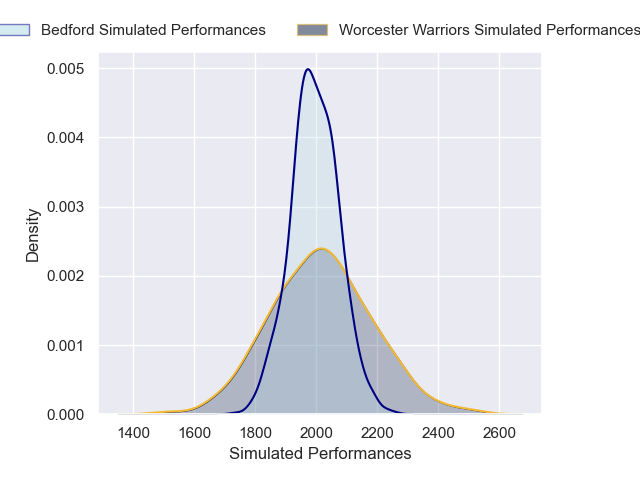 Bedford Simulated Performances Worcester Warriors Simulated Performances
0.005
0.004
0.003
0.002
0.001
0.000
Density
1400 1600 1800 2000 2200 2400 2600
Simulated Performances